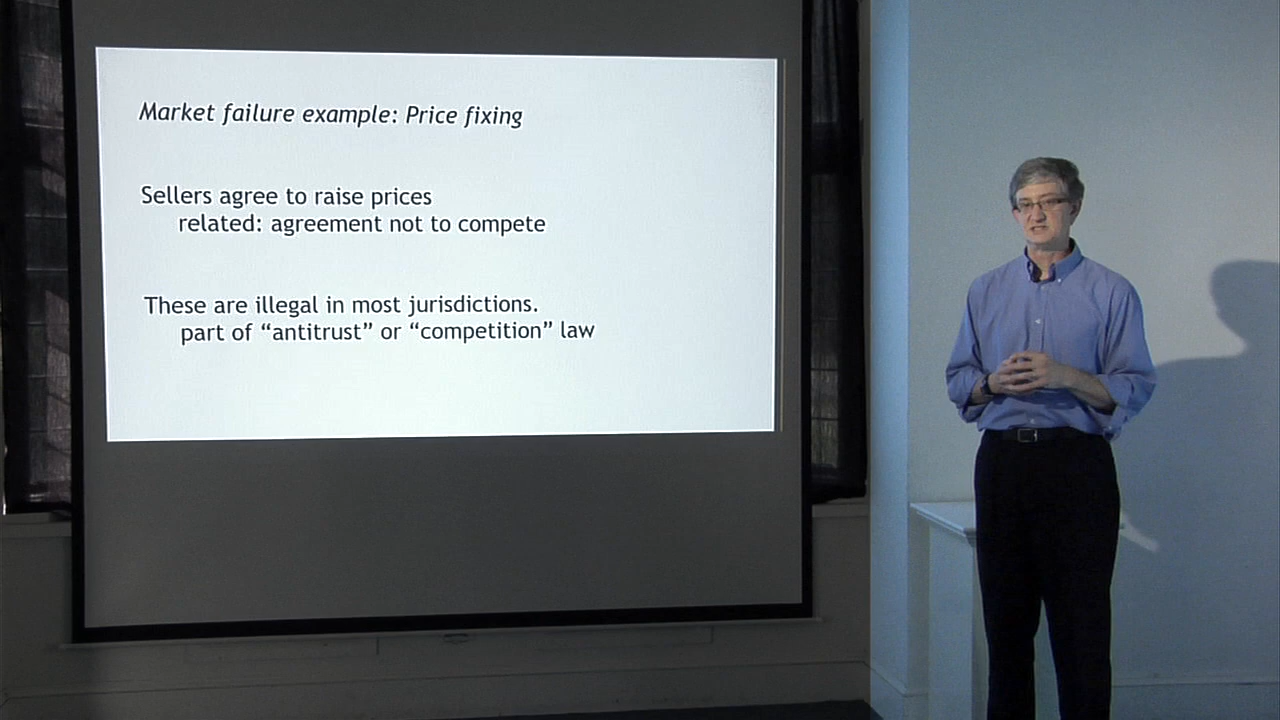 Market failure example: Price fixing
Sellers agree to raise prices
related: agreement not to compete
These are illegal in most jurisdictions.
part of “antitrust” or “competition” law